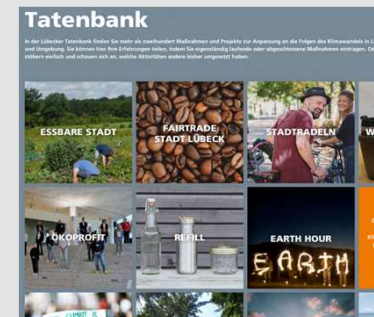 Tatenbank
In der Lübecker Tatenbank finden Sie mehr als zweihundert Maßnahmen und Projekte zur Anpassung an die Folgen des Klimawandels in
und Umgebung. Sie können hier Ihre Erfahrungen teilen, indem Sie eigenständig laufende oder abgeschlossene Maßnahmen eintragen.
stöbern einfach und schauen sich an, welche Aktivitäten andere bisher umgesetzt haben.
ESSBARE STADT
FAIRTRADE
STADT LÜBECK
STADTRADELN
W
ÖKOPROFIT
REFILL
EARTH HOUR
EARTH
CLIMATE IS